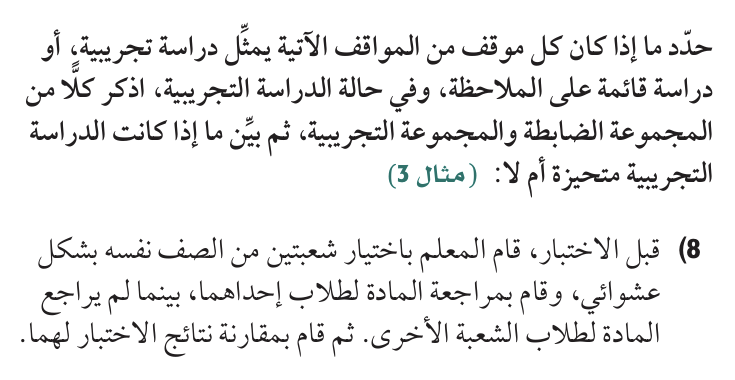 حدّد ما إذا كان كل موقف من المواقف الآتية يمثِّل دراسة تجريبية، أو
دراسة قائمة على الملاحظة، وفي حالة الدراسة التجريبية، اذكر كلًّا من
المجموعة الضابطة والمجموعة التجريبية، ثم بيِّن ما إذا كانت الدراسة
التجريبية متحيزة أم لا: (مثال 3)
8) قبل الاختبار، قام المعلم باختيار شعبتين من الصف نفسه بشكل
عشوائي، وقام بمراجعة المادة لطلاب إحداهما، بينما لم يراجع
المادة لطلاب الشعبة الأخرى. ثم قام بمقارنة نتائج الاختبار لهما.